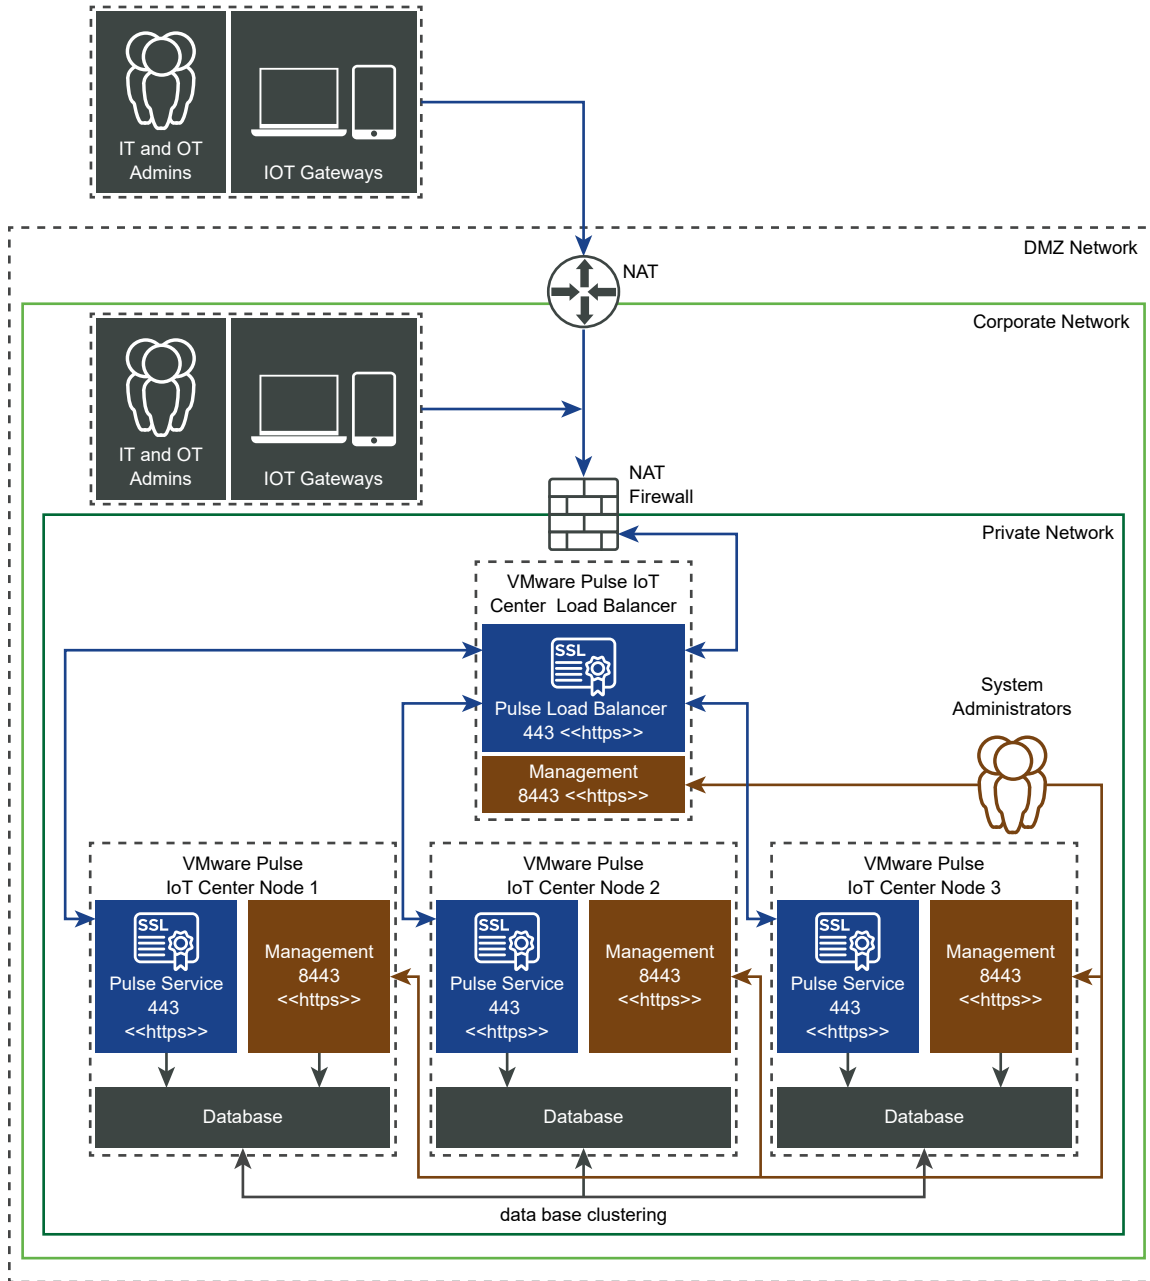 IT and OT
Admins
IOT Gateways
DMZ Network
NAT
Corporate Network
IT and OT
Admins
IOT Gateways
NAT
Firewall
Private Network
VMware Pulse IoT
Center  Load Balancer
SSL
Pulse Load Balancer
443 <<https>>
Management
8443 <<https>>
System
Administrators
VMware Pulse
IoT Center Node 1
SSL
Pulse Service
443
<<https>>
Management
8443
<<https>>
Database
VMware Pulse
IoT Center Node 2
SSL
Pulse Service
443
<<https>>
Management
8443
<<https>>
Database
VMware Pulse
IoT Center Node 3
SSL
Pulse Service
443
<<https>>
Management
8443
<<https>>
Database
data base clustering